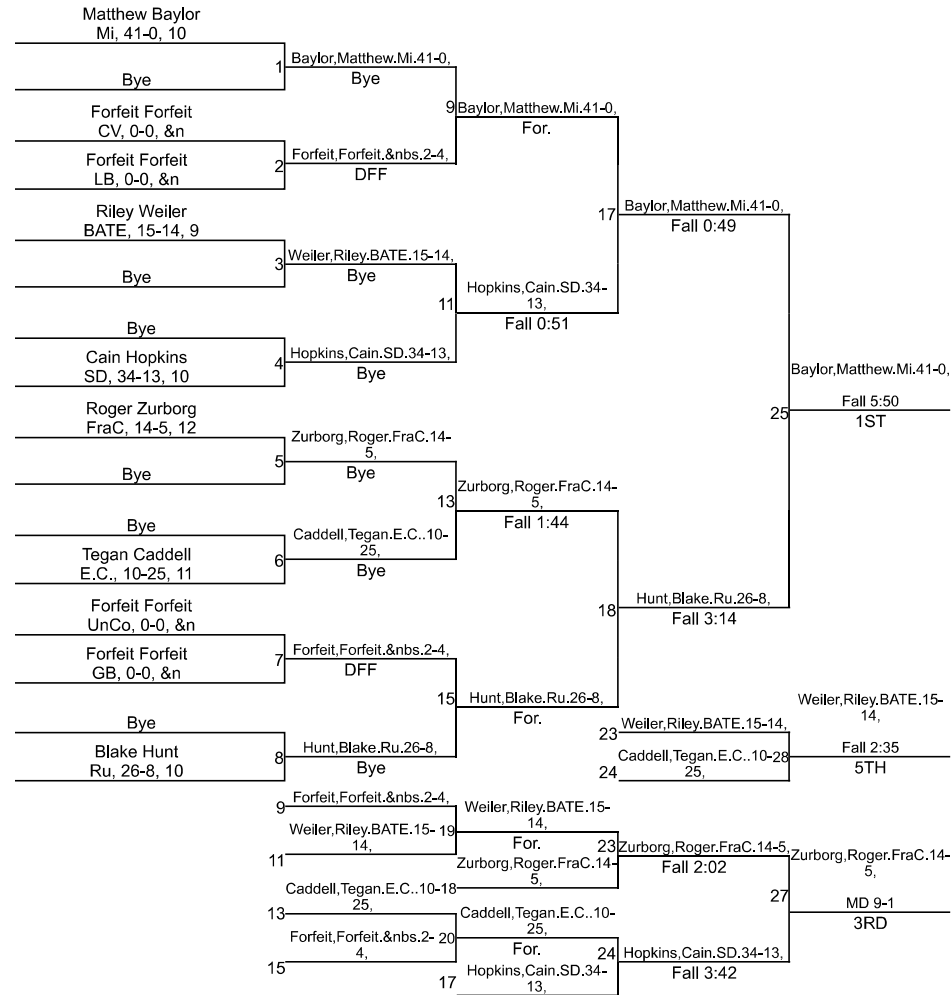 Matthew Baylor
Mi, 41-0, 10
1
Baylor,Matthew.Mi.41-0,
Bye
Bye
9
Baylor,Matthew.Mi.41-0,
For.
Forfeit Forfeit
CV, 0-0, &n
2
Forfeit,Forfeit.&nbs.2-4,
DFF
Forfeit Forfeit
LB, 0-0, &n
17
Baylor,Matthew.Mi.41-0,
Fall 0:49
Riley Weiler
BATE, 15-14, 9
3
Weiler,Riley.BATE.15-14,
Bye
Bye
11
Hopkins,Cain.SD.34-
13,
Fall 0:51
Bye
4
Hopkins,Cain.SD.34-13,
Bye
Cain Hopkins
SD, 34-13, 10
25
Baylor,Matthew.Mi.41-0,
Fall 5:50
1ST
Roger Zurborg
FraC, 14-5, 12
5
Zurborg,Roger.FraC.14-
5,
Bye
Bye
13
Zurborg,Roger.FraC.14-
5,
Fall 1:44
Bye
6
Caddell,Tegan.E.C..10-
25,
Bye
Tegan Caddell
E.C., 10-25, 11
18
Hunt,Blake.Ru.26-8,
Fall 3:14
Forfeit Forfeit
UnCo, 0-0, &n
7
Forfeit,Forfeit.&nbs.2-4,
DFF
Forfeit Forfeit
GB, 0-0, &n
15
Hunt,Blake.Ru.26-8,
For.
Bye
8
Hunt,Blake.Ru.26-8,
Bye
Blake Hunt
Ru, 26-8, 10
23
Weiler,Riley.BATE.15-14,
24
Caddell,Tegan.E.C..10-
25,
28
Weiler,Riley.BATE.15-
14,
Fall 2:35
5TH
9
Forfeit,Forfeit.&nbs.2-4,
11
Weiler,Riley.BATE.15-
14,
19
Weiler,Riley.BATE.15-
14,
For.
18
Zurborg,Roger.FraC.14-
5,
23
Zurborg,Roger.FraC.14-5,
Fall 2:02
13
Caddell,Tegan.E.C..10-
25,
15
Forfeit,Forfeit.&nbs.2-
4,
20
Caddell,Tegan.E.C..10-
25,
For.
17
Hopkins,Cain.SD.34-
13,
24
Hopkins,Cain.SD.34-13,
Fall 3:42
27
Zurborg,Roger.FraC.14-
5,
MD 9-1
3RD